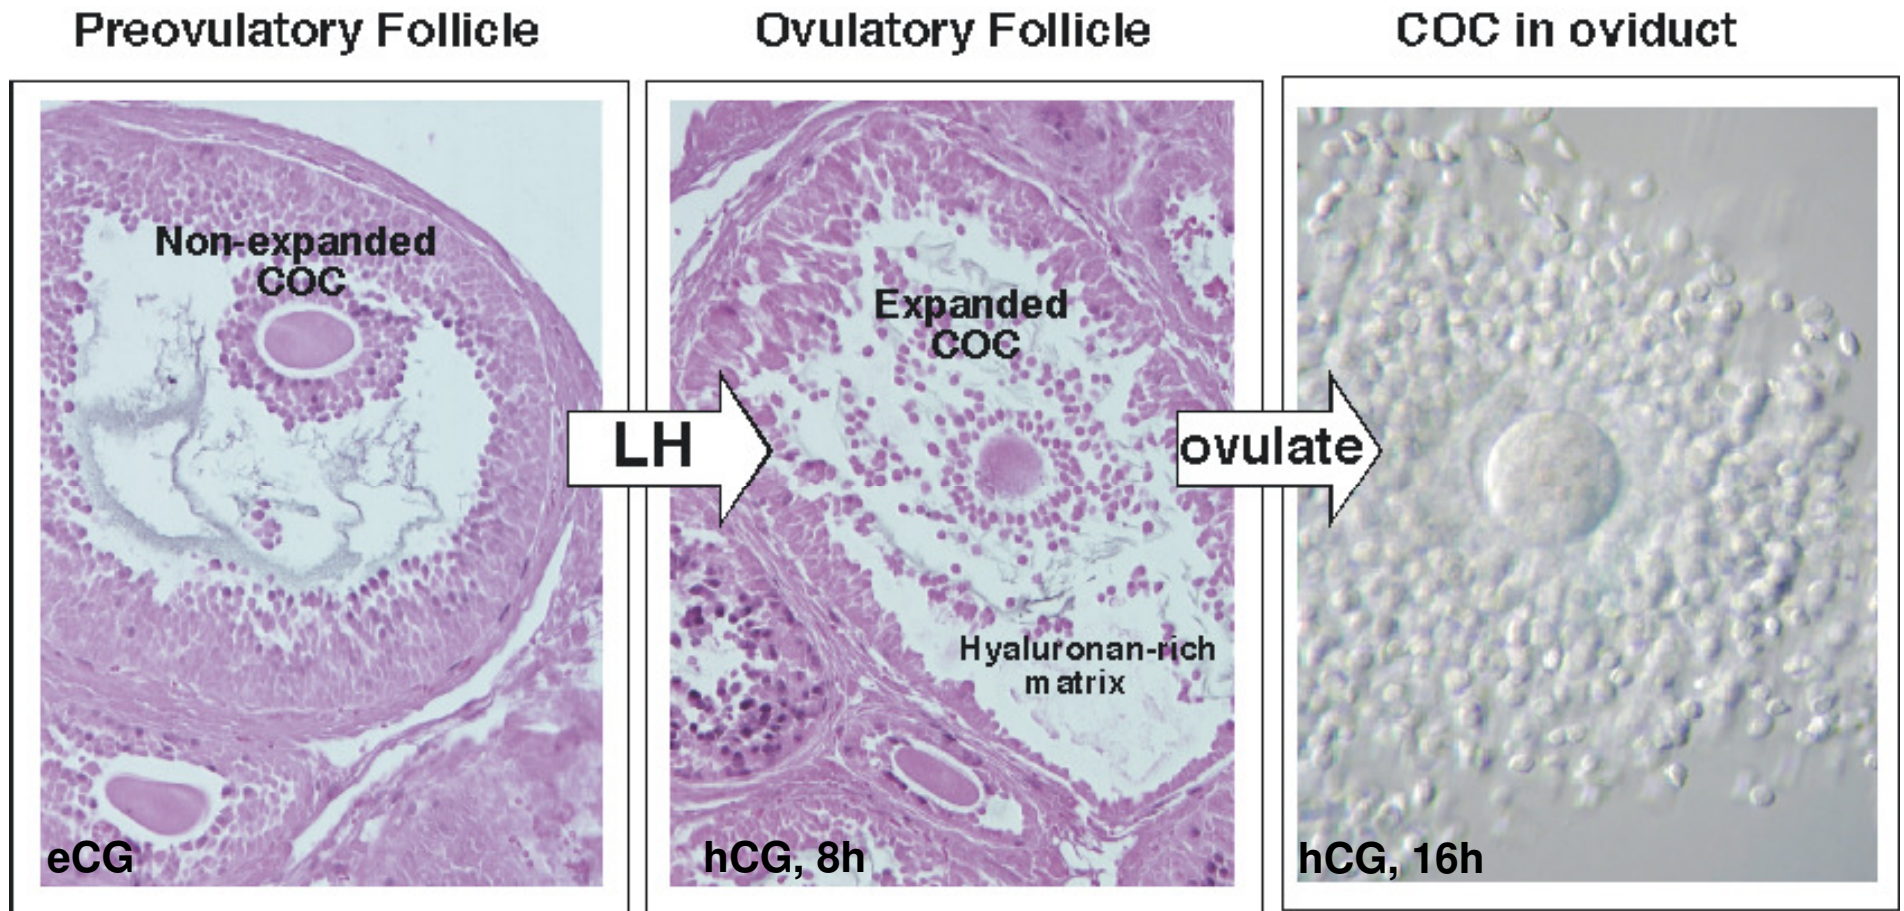 Preovulatory Follicle
Ovulatory Follicle
COC in oviduct
Non-expanded
COC
eCG
LH
Expanded
COC
Hyaluronan-rich
matrix
hCG, 8h
ovulate
hCG, 16h